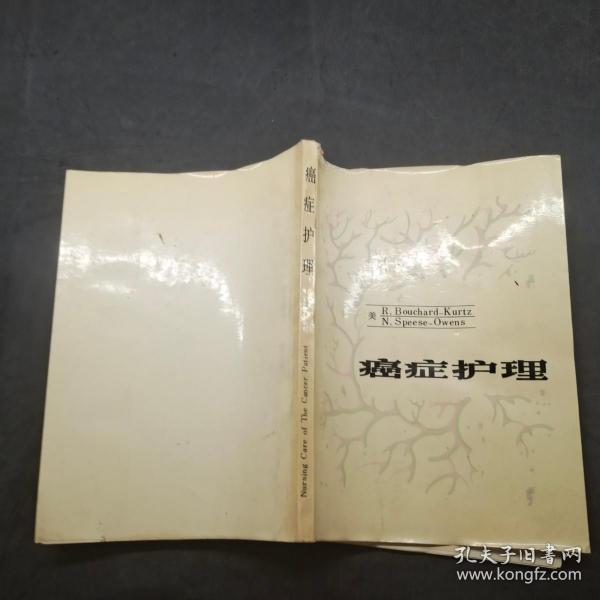 癌症护理
Nursing Care of The Cancer Patient
美 R. Bouchard-Kurtz
N. Speese-Owens
癌症护理
孔夫子旧书网
www.kongfz.com